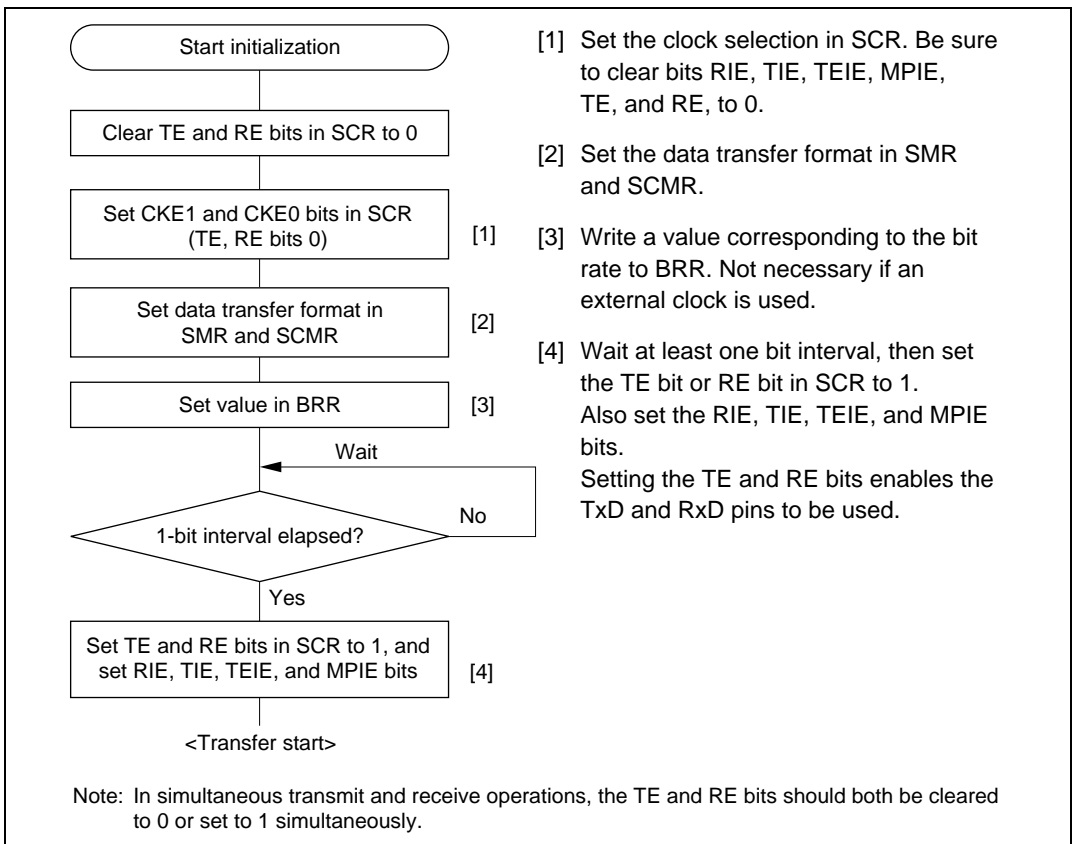 Start initialization
Clear TE and RE bits in SCR to 0
Set CKE1 and CKE0 bits in SCR
(TE, RE bits 0)
[1]
Set data transfer format in
SMR and SCMR
[2]
Set value in BRR
[3]
Wait
1-bit interval elapsed?
No
Yes
Set TE and RE bits in SCR to 1, and
set RIE, TIE, TEIE, and MPIE bits
[4]
<Transfer start>
[1] Set the clock selection in SCR. Be sure
to clear bits RIE, TIE, TEIE, MPIE,
TE, and RE, to 0.
[2] Set the data transfer format in SMR
and SCMR.
[3] Write a value corresponding to the bit
rate to BRR. Not necessary if an
external clock is used.
[4] Wait at least one bit interval, then set
the TE bit or RE bit in SCR to 1.
Also set the RIE, TIE, TEIE, and MPIE
bits.
Setting the TE and RE bits enables the
TxD and RxD pins to be used.
Note: In simultaneous transmit and receive operations, the TE and RE bits should both be cleared
to 0 or set to 1 simultaneously.